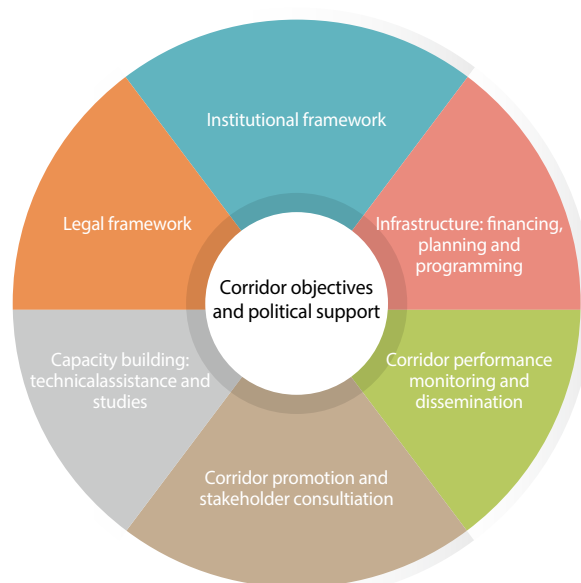 Institutional framework
Infrastructure: financing,
planning and
programming
Corridor performance
monitoring and
dissemination
Corridor promotion and
stakeholder consultiation
Capacity building:
technicalassistance and
studies
Legal framework
Corridor objectives
and political support